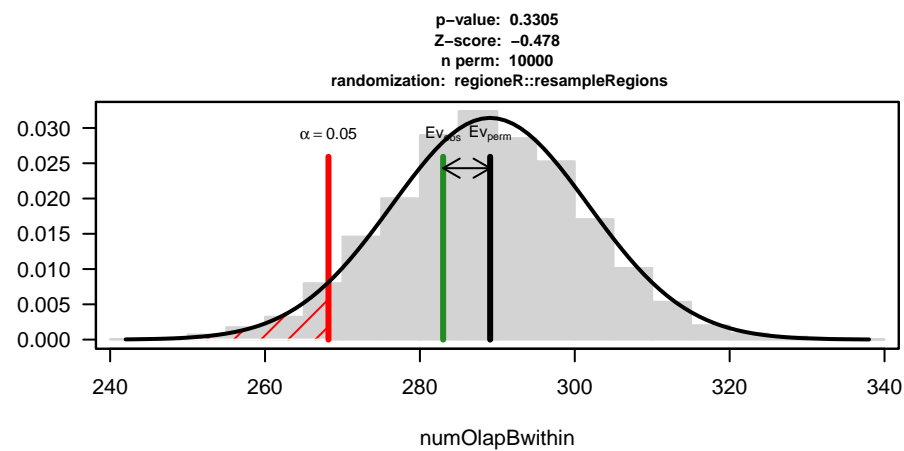 p−value: 0.3305
Z−score: −0.478
n perm: 10000
randomization: regioneR::resampleRegions
α = 0.05 Evobs Evperm
0.030
0.025
0.020
0.015
0.010
0.005
0.000
240 260 280 300 320 340
numOlapBwithin